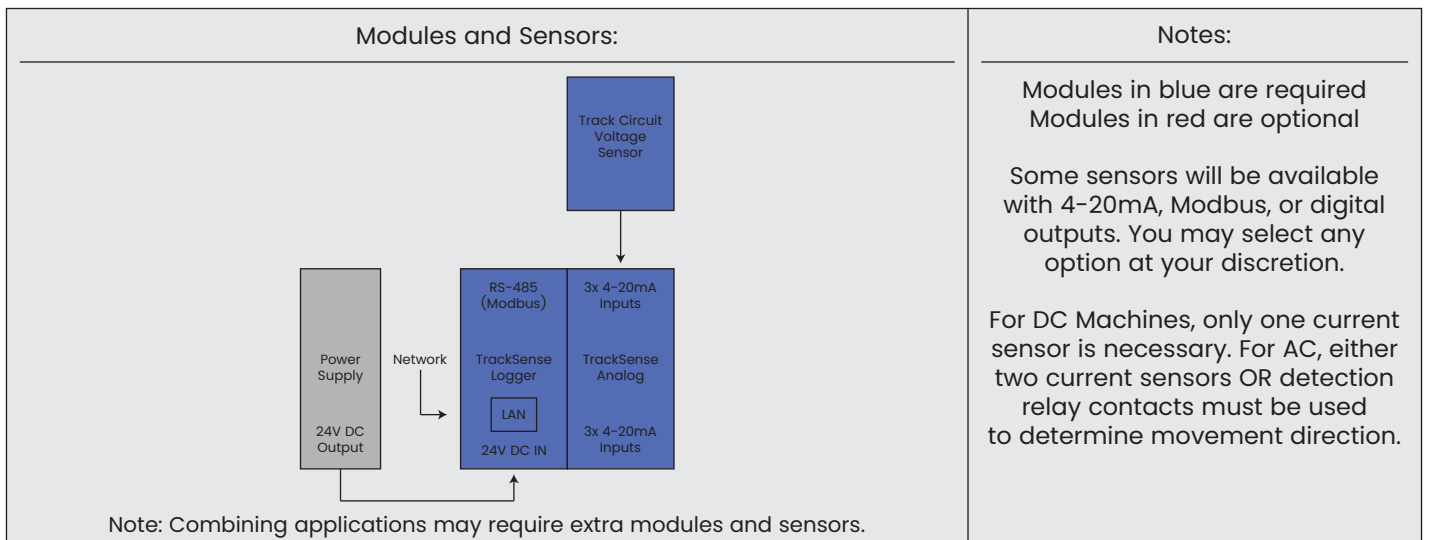 Modules and Sensors:
Track Circuit
Voltage
Sensor
RS-485
(Modbus)
3x 4-20mA
Inputs
Power
Supply
Network
TrackSense
Logger
TrackSense
Analog
LAN
24V DC
Output
24V DC IN
3x 4-20mA
Inputs
Note: Combining applications may require extra modules and sensors.
Notes:
Modules in blue are required
Modules in red are optional
Some sensors will be available
with 4-20mA, Modbus, or digital
outputs. You may select any
option at your discretion.
For DC Machines, only one current
sensor is necessary. For AC, either
two current sensors OR detection
relay contacts must be used
to determine movement direction.